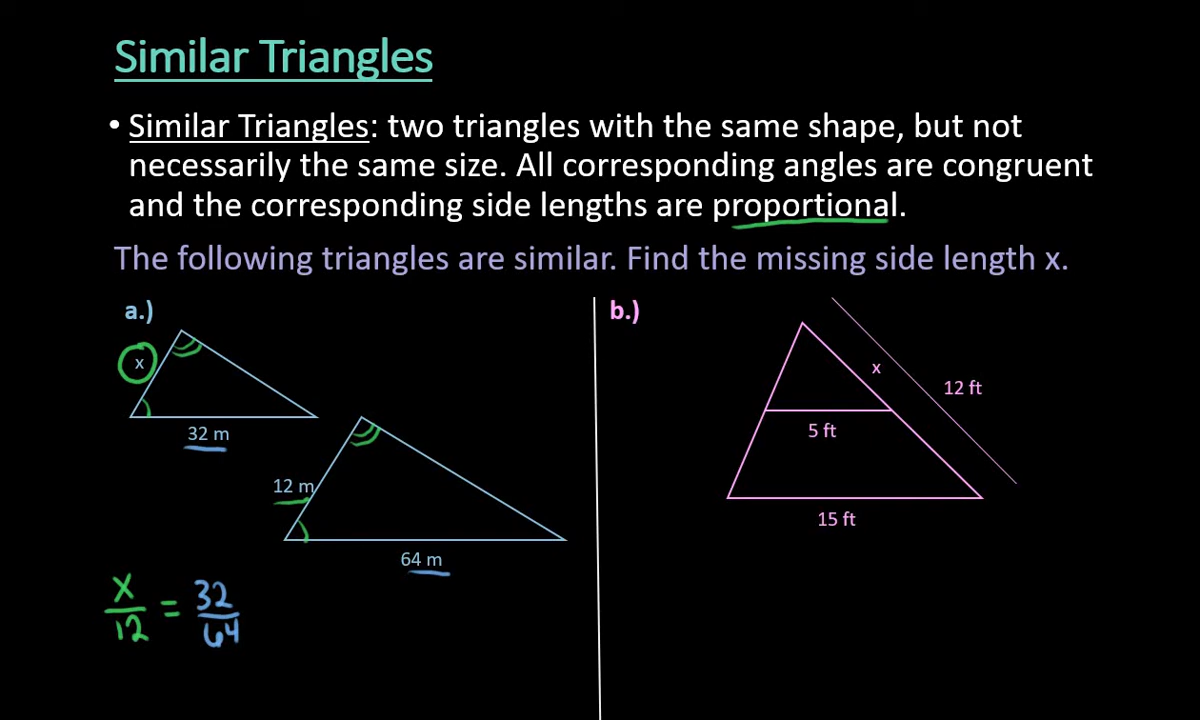 Similar Triangles
• Similar Triangles: two triangles with the same shape, but not
necessarily the same size. All corresponding angles are congruent
and the corresponding side lengths are proportional.
The following triangles are similar. Find the missing side length x.
a.)
x
32 m
12 m
64 m
x/12 = 32/64
b.)
x
12 ft
5 ft
15 ft